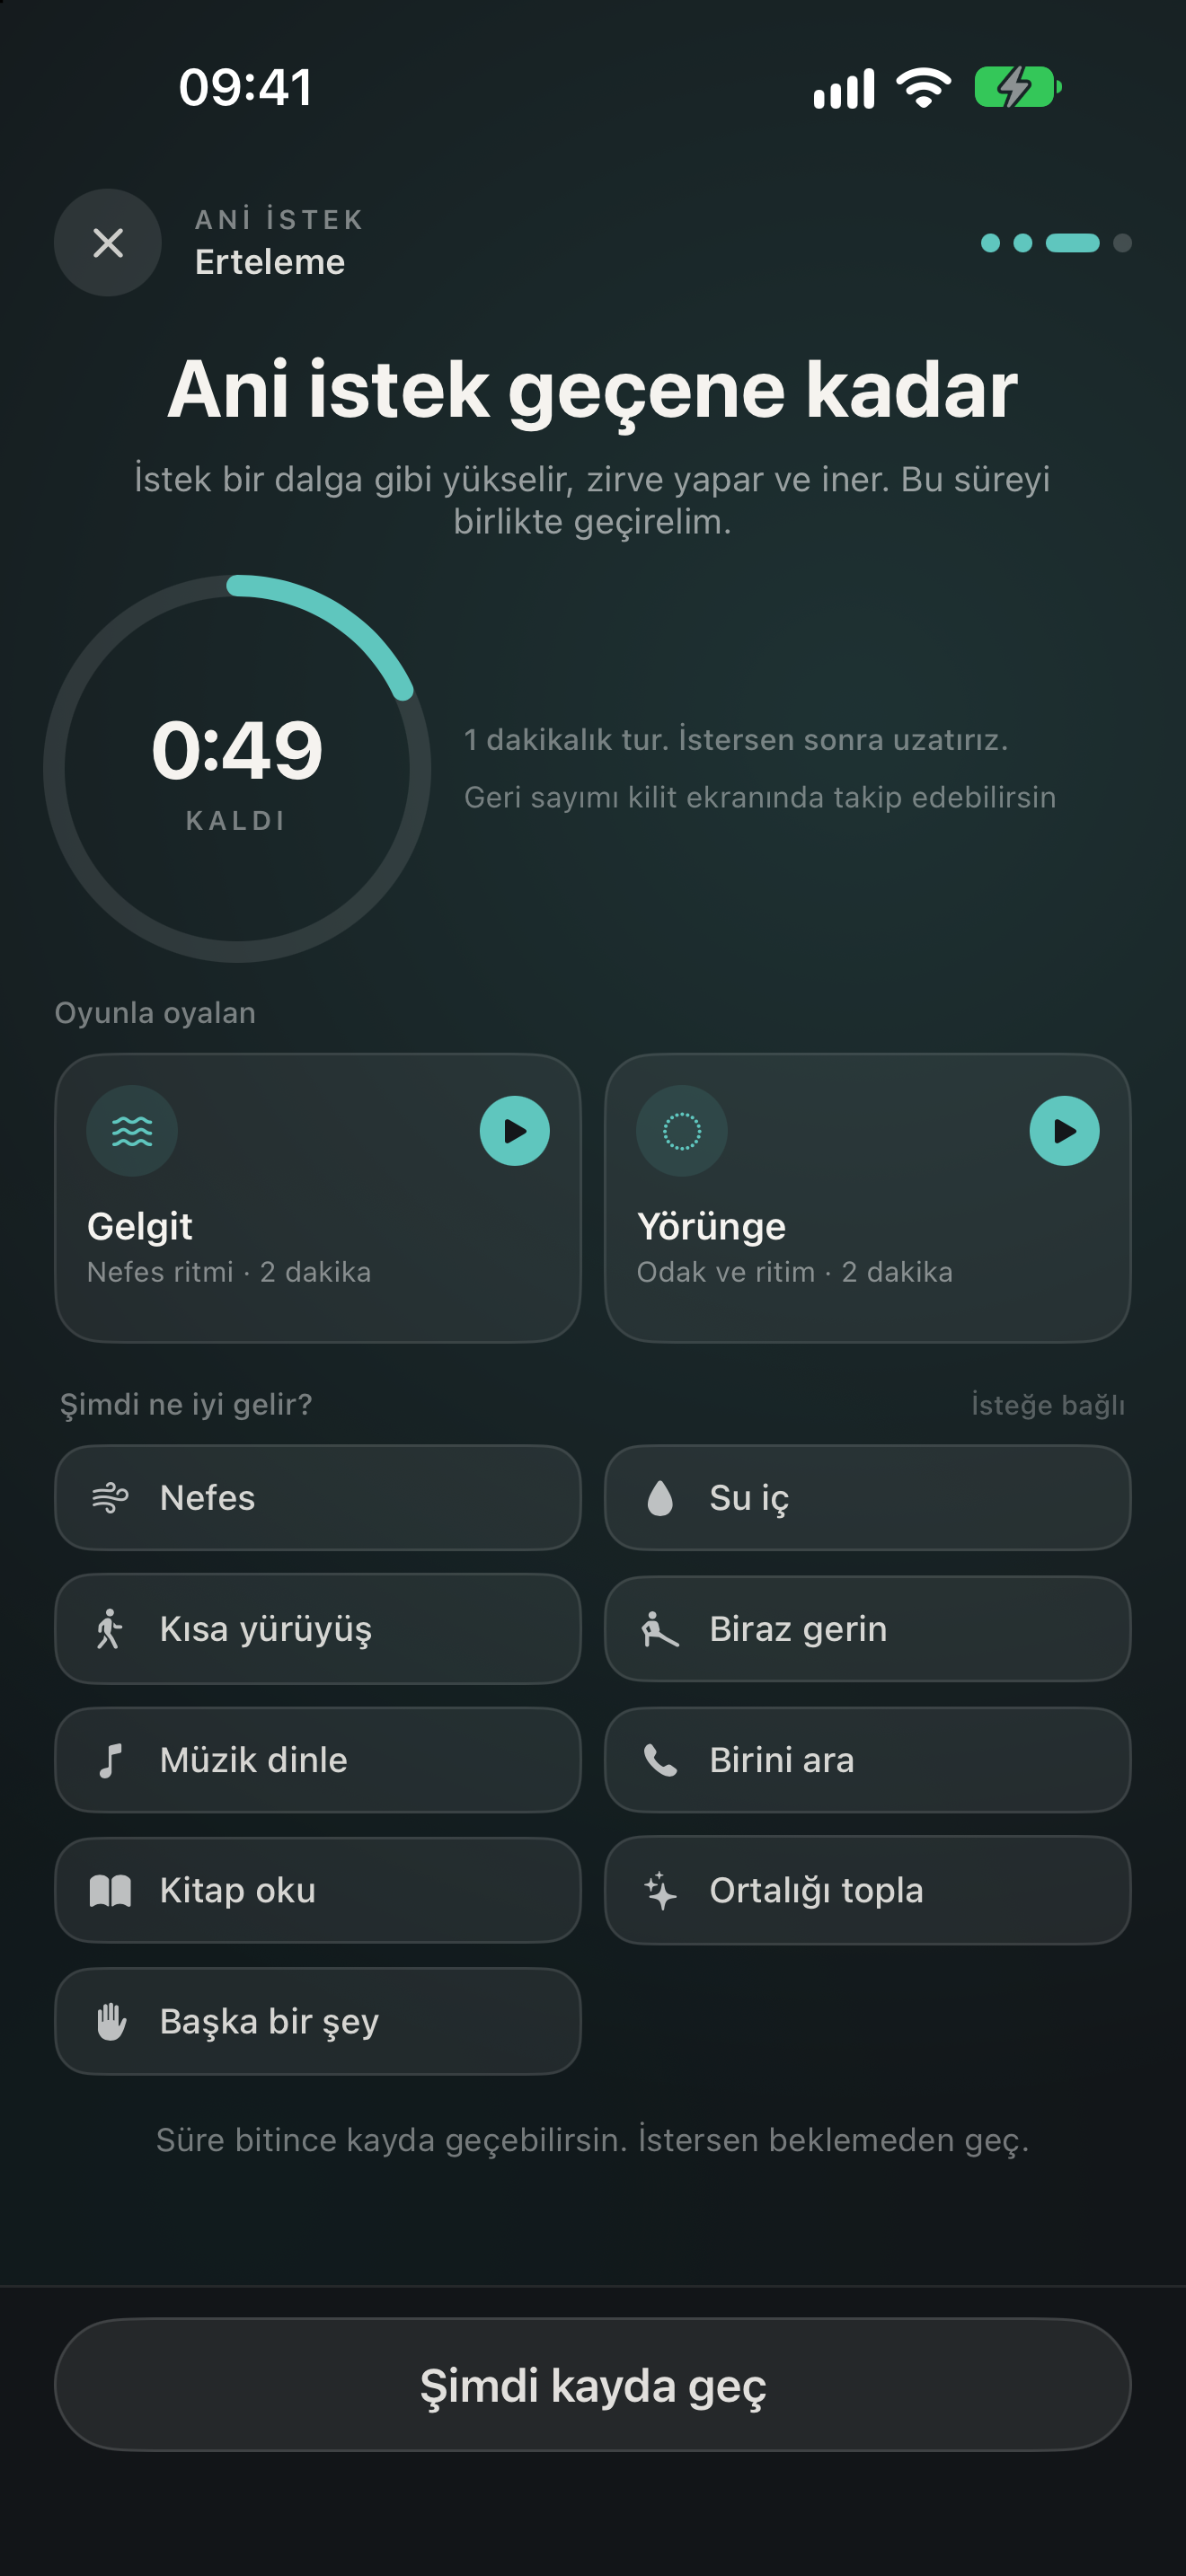 09:41
ANİ İSTEK
Erteleme
Ani istek geçene kadar
İstek bir dalga gibi yükselir, zirve yapar ve iner. Bu süreyi
birlikte geçirelim.
0:49
KALDI
1 dakikalık tur. İstersen sonra uzatırız.
Geri sayımı kilit ekranında takip edebilirsin
Oyunla oyalan
Gelgit
Nefes ritmi · 2 dakika
Yörünge
Odak ve ritim · 2 dakika
Şimdi ne iyi gelir?
İsteğe bağlı
Nefes
Su iç
Kısa yürüyüş
Biraz gerin
Müzik dinle
Birini ara
Kitap oku
Ortalığı topla
Başka bir şey
Süre bitince kayda geçebilirsin. İstersen beklemeden geç.
Şimdi kayda geç